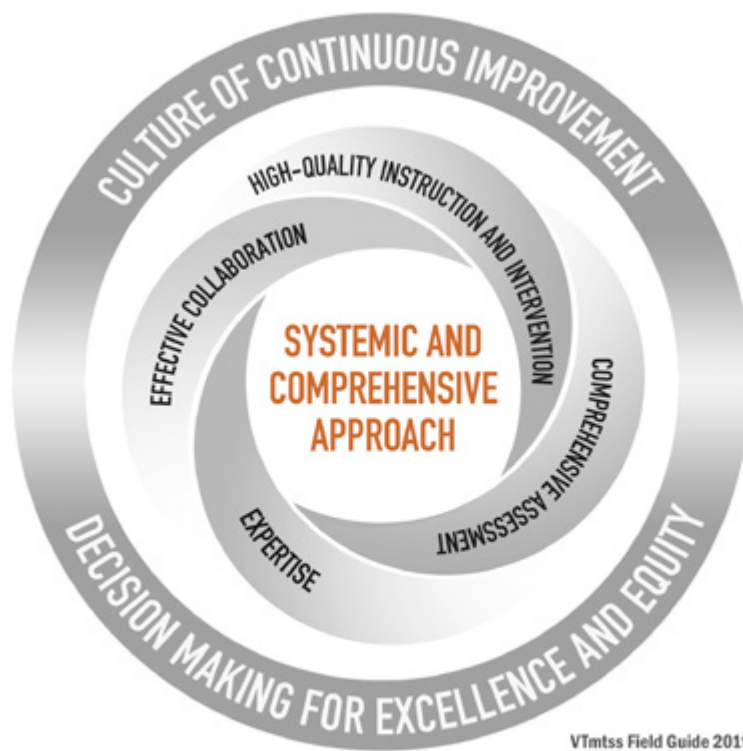 CULTURE OF CONTINUOUS IMPROVEMENT
HIGH-QUALITY INSTRUCTION AND INTERVENTION
EFFECTIVE COLLABORATION
SYSTEMIC AND
COMPREHENSIVE
APPROACH
COMPREHENSIVE ASSESSMENT
EXPERTISE
DECISION MAKING FOR EXCELLENCE AND EQUITY
VTmtss Field Guide 2019